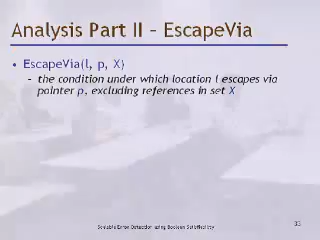 Analysis Part II – EscapeVia
• EscapeVia(l, p, X)
– the condition under which location l escapes via
pointer p, excluding references in set X
Scalable Error Detection using Boolean Satisfiability
33